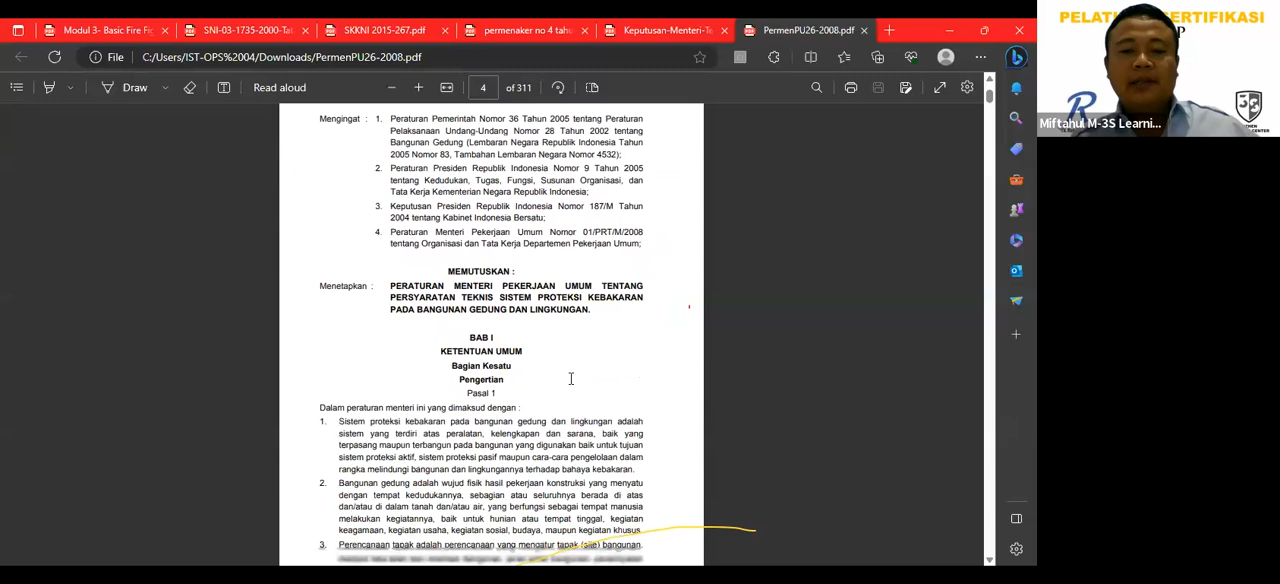 Modul 3- Basic Fire Fig
SNI-03-1735-2000-Tat
SKKNI 2015-267.pdf
permenaker no 4 tahu
Keputusan-Menteri-Te
PermenPU26-2008.pdf
File
C:/Users/IST-OPS%2004/Downloads/PermenPU26-2008.pdf
Draw
Read aloud
4
of 311
Mengingat : 1. Peraturan Pemerintah Nomor 36 Tahun 2005 tentang Peraturan
Pelaksanaan Undang-Undang Nomor 28 Tahun 2002 tentang
Bangunan Gedung (Lembaran Negara Republik Indonesia Tahun
2005 Nomor 83, Tambahan Lembaran Negara Nomor 4532);
2. Peraturan Presiden Republik Indonesia Nomor 9 Tahun 2005
tentang Kedudukan, Tugas, Fungsi, Susunan Organisasi, dan
Tata Kerja Kementerian Negara Republik Indonesia;
3. Keputusan Presiden Republik Indonesia Nomor 187/M Tahun
2004 tentang Kabinet Indonesia Bersatu;
4. Peraturan Menteri Pekerjaan Umum Nomor 01/PRT/M/2008
tentang Organisasi dan Tata Kerja Departemen Pekerjaan Umum;
MEMUTUSKAN :
Menetapkan : PERATURAN MENTERI PEKERJAAN UMUM TENTANG
PERSYARATAN TEKNIS SISTEM PROTEKSI KEBAKARAN
PADA BANGUNAN GEDUNG DAN LINGKUNGAN.
BAB I
KETENTUAN UMUM
Bagian Kesatu
Pengertian
Pasal 1
Dalam peraturan menteri ini yang dimaksud dengan :
1. Sistem proteksi kebakaran pada bangunan gedung dan lingkungan adalah
sistem yang terdiri atas peralatan, kelengkapan dan sarana, baik yang
terpasang maupun terbangun pada bangunan yang digunakan baik untuk tujuan
sistem proteksi aktif, sistem proteksi pasif maupun cara-cara pengelolaan dalam
rangka melindungi bangunan dan lingkungannya terhadap bahaya kebakaran.
2. Bangunan gedung adalah wujud fisik hasil pekerjaan konstruksi yang menyatu
dengan tempat kedudukannya, sebagian atau seluruhnya berada di atas
dan/atau di dalam tanah dan/atau air, yang berfungsi sebagai tempat manusia
melakukan kegiatannya, baik untuk hunian atau tempat tinggal, kegiatan
keagamaan, kegiatan usaha, kegiatan sosial, budaya, maupun kegiatan khusus.
3. Perencanaan tapak adalah perencanaan yang mengatur tapak (site) bangunan,
Miftahul M-3S Learni...